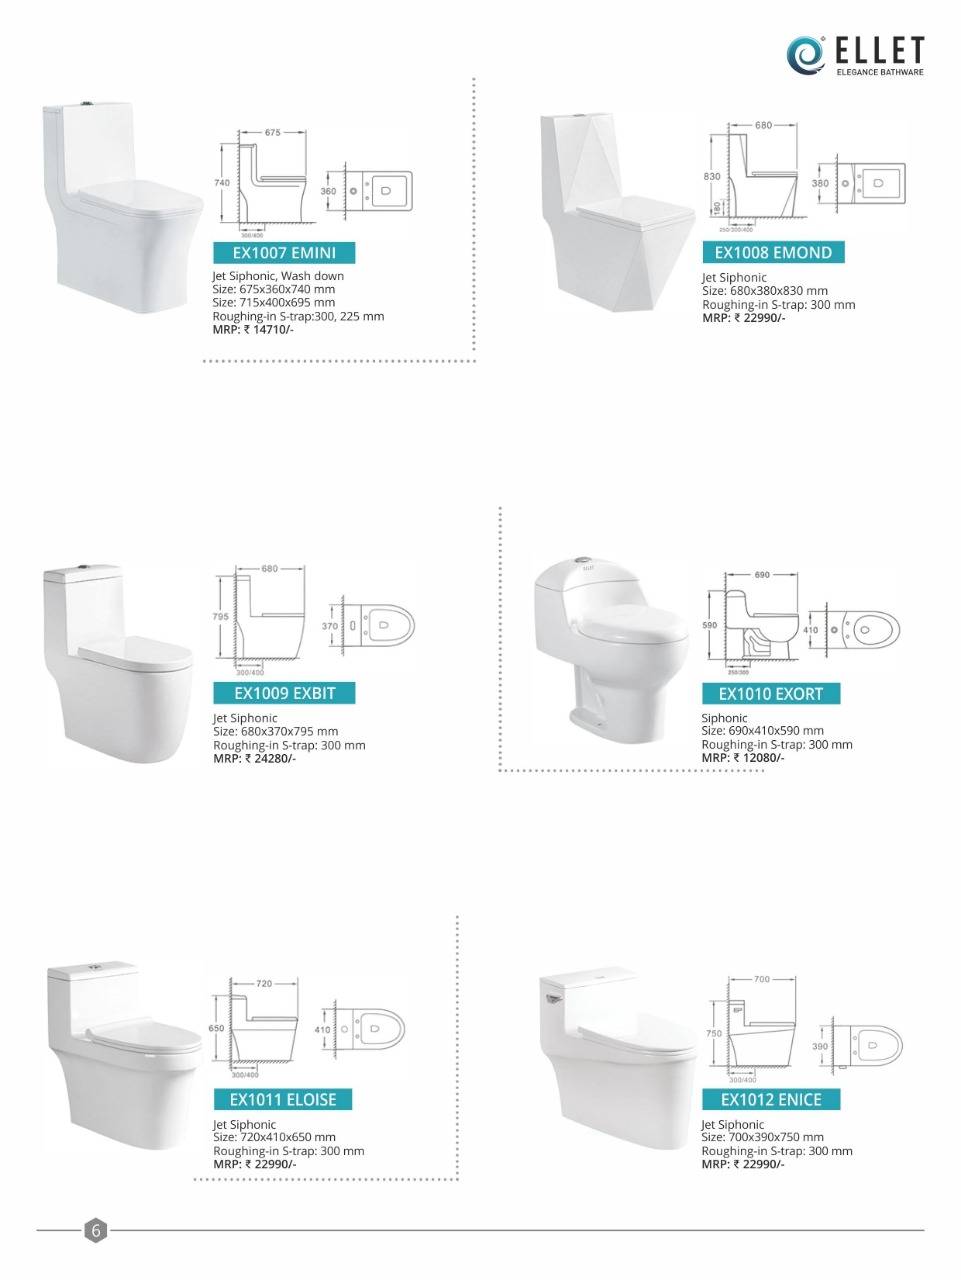 ELLET
ELEGANCE BATHWARE
675
740
360
300/400
EX1007 EMINI
Jet Siphonic, Wash down
Size: 675x360x740 mm
Size: 715x400x695 mm
Roughing-in S-trap:300, 225 mm
MRP: ₹ 14710/-
680
830
180
380
250/300/400
EX1008 EMOND
Jet Siphonic
Size: 680x380x830 mm
Roughing-in S-trap: 300 mm
MRP: ₹ 22990/-
680
795
370
300/400
EX1009 EXBIT
Jet Siphonic
Size: 680x370x795 mm
Roughing-in S-trap: 300 mm
MRP: ₹ 24280/-
690
590
410
250/300
EX1010 EXORT
Siphonic
Size: 690x410x590 mm
Roughing-in S-trap: 300 mm
MRP: ₹ 12080/-
720
650
410
300/400
EX1011 ELOISE
Jet Siphonic
Size: 720x410x650 mm
Roughing-in S-trap: 300 mm
MRP: ₹ 22990/-
700
750
390
300/400
EX1012 ENICE
Jet Siphonic
Size: 700x390x750mm
Roughing-in S-trap: 300 mm
MRP: ₹ 22990/-
6